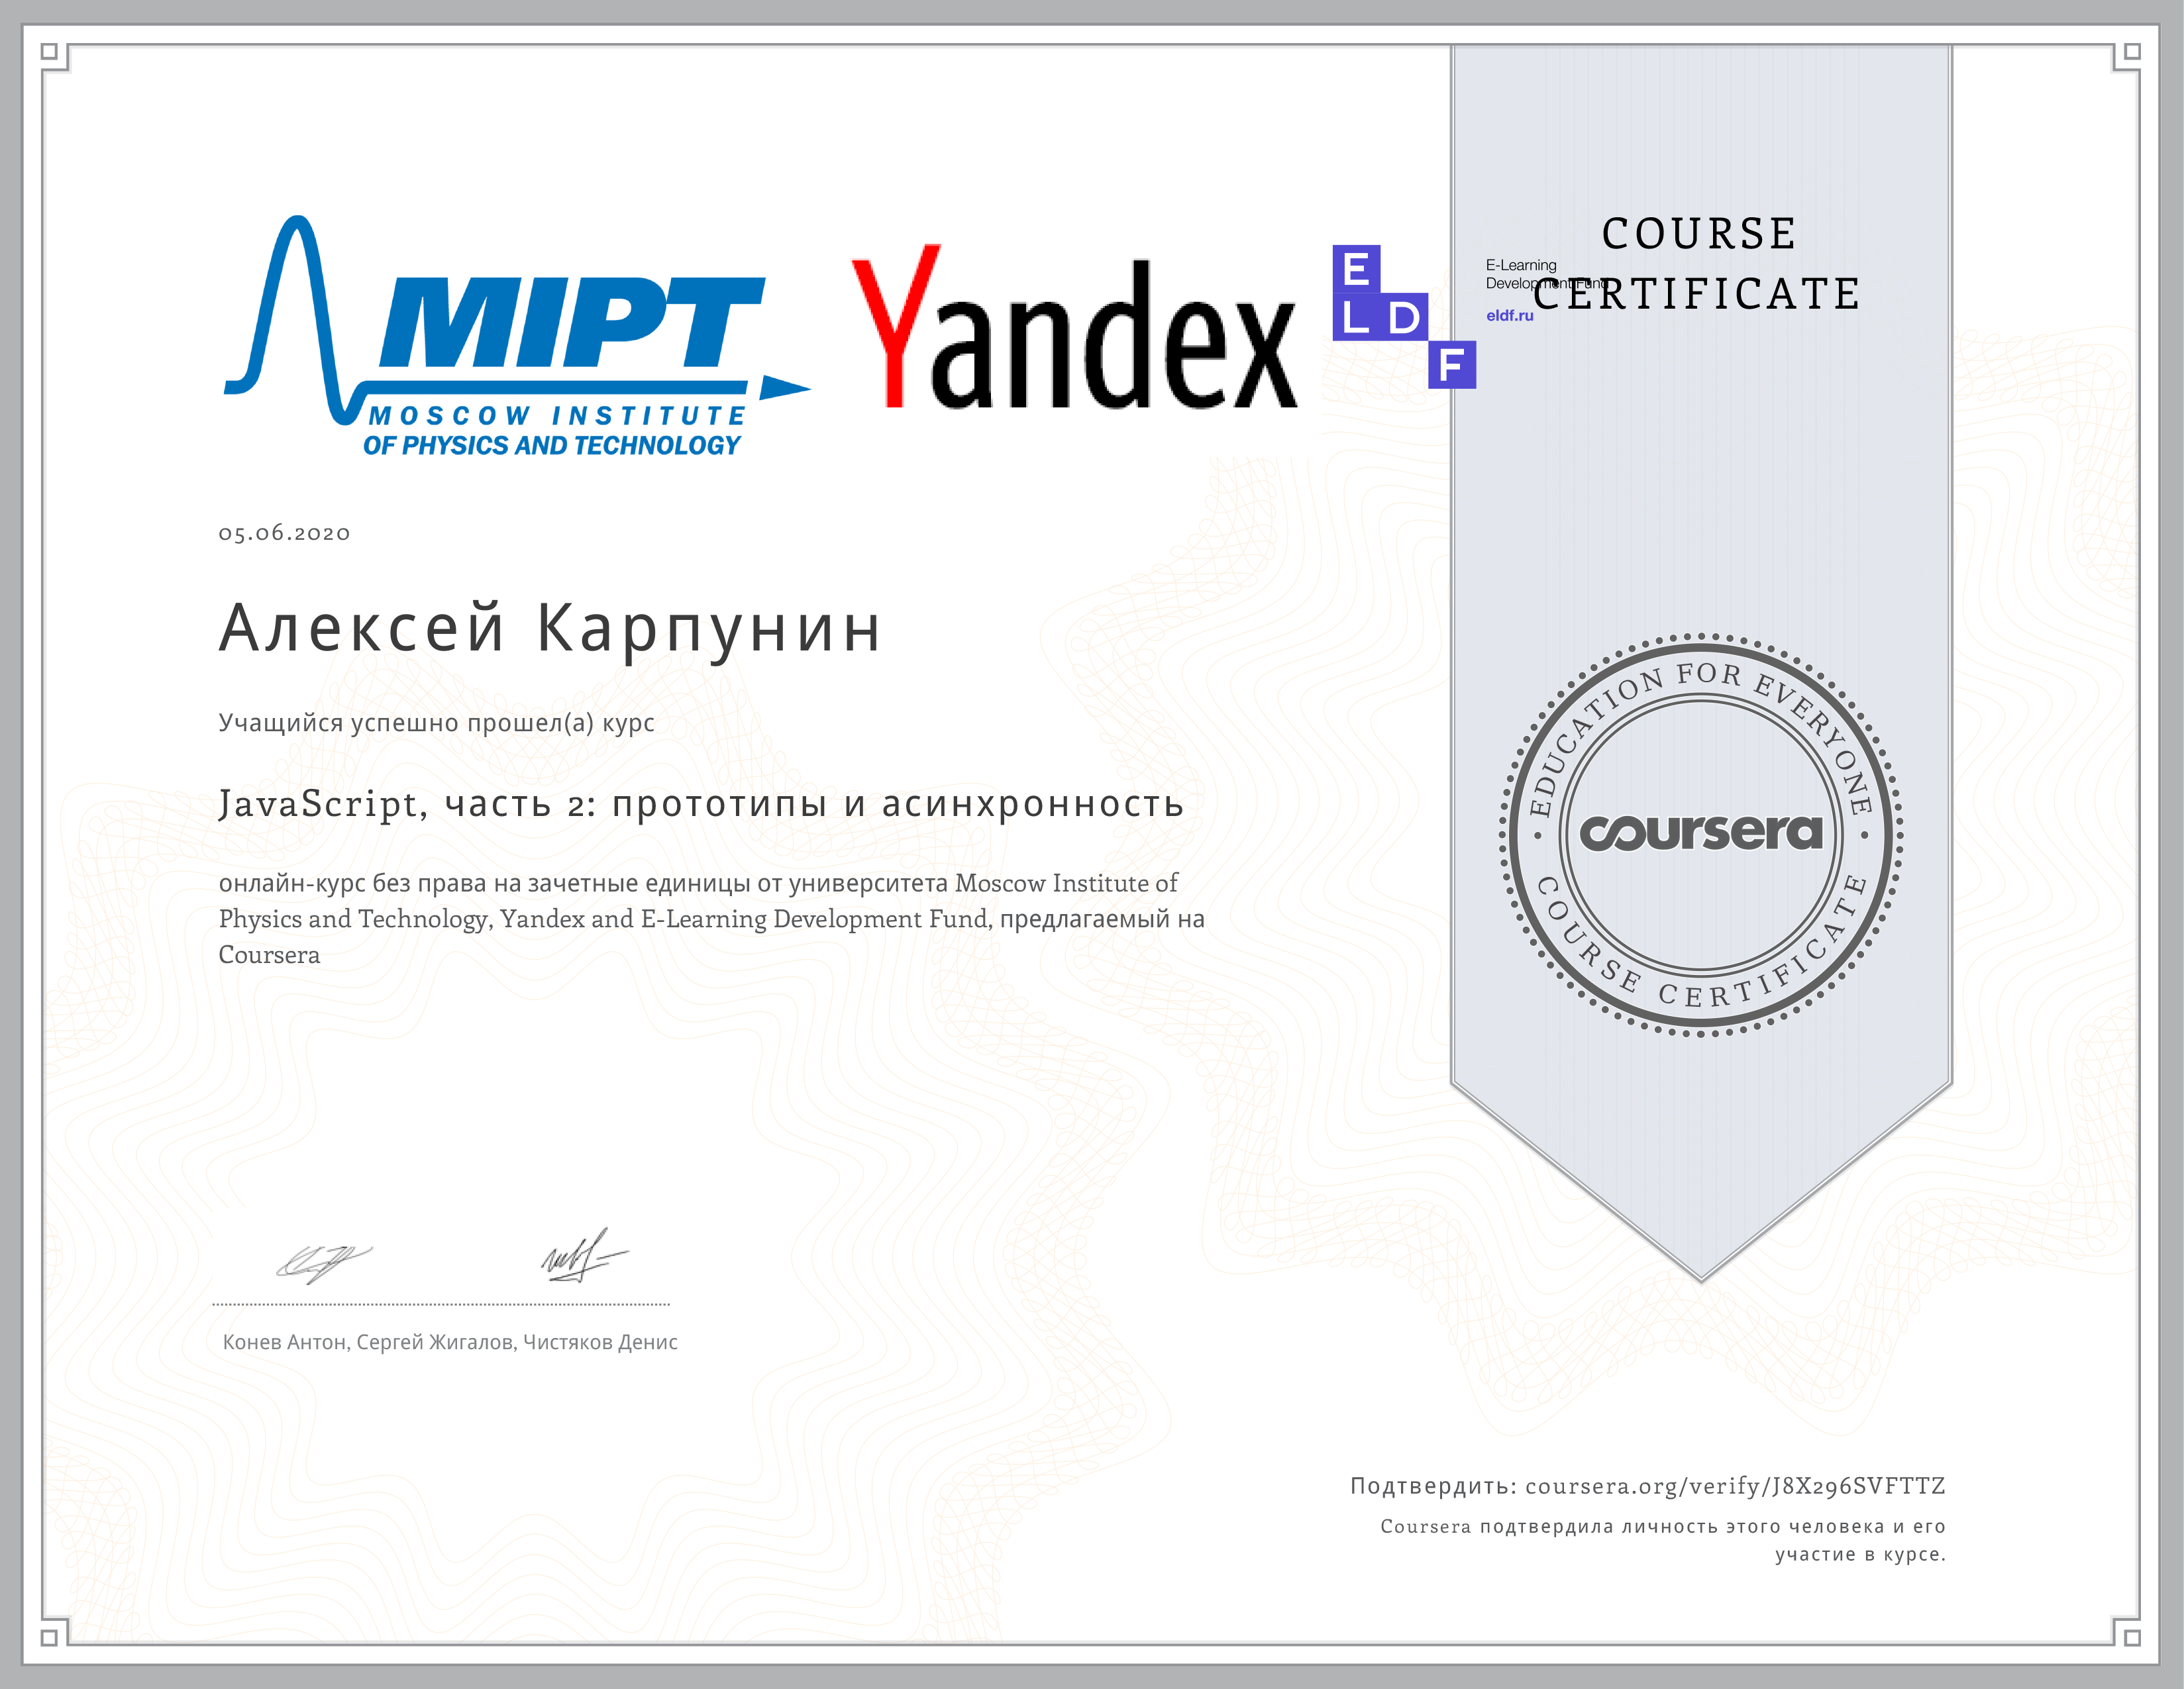 MIPT
MOSCOW INSTITUTE
OF PHYSICS AND TECHNOLOGY
Yandex
E
L D
F
E-Learning
Development Fund
eldf.ru
COURSE
CERTIFICATE
05.06.2020
Алексей Карпунин
Учащийся успешно прошел(а) курс
JavaScript, часть 2: прототипы и асинхронность
онлайн-курс без права на зачетные единицы от университета Moscow Institute of
Physics and Technology, Yandex and E-Learning Development Fund, предлагаемый на
Coursera
EDUCATION FOR EVERYONE
coursera
COURSE CERTIFICATE
Конев Антон, Сергей Жигалов, Чистяков Денис
Подтвердить: coursera.org/verify/J8X296SVFTTZ
Coursera подтвердила личность этого человека и его
участие в курсе.